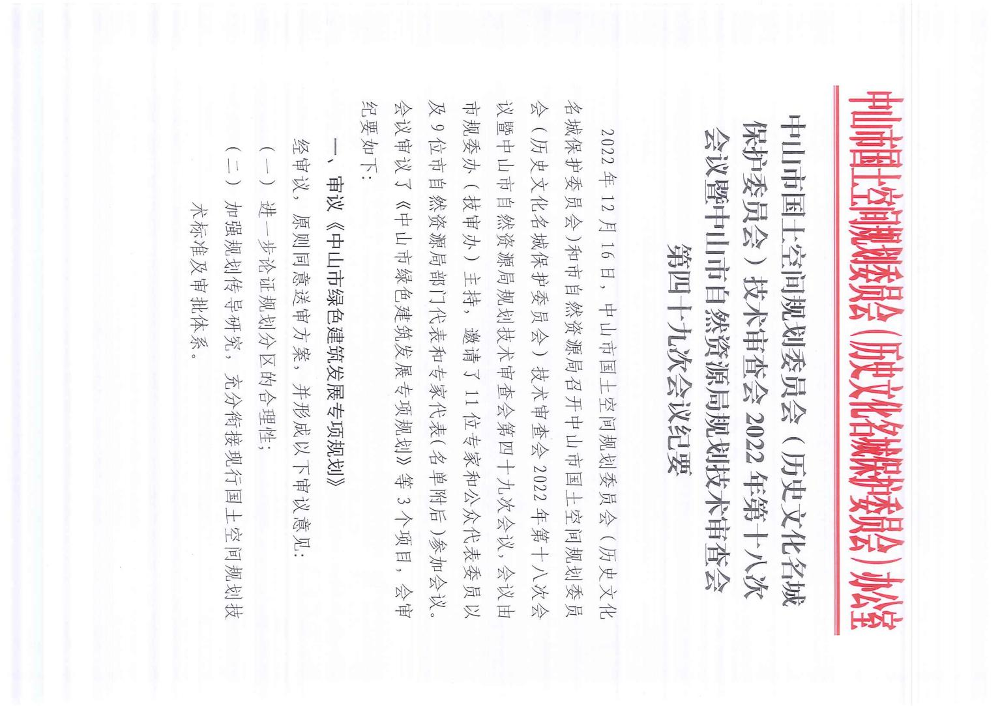 中山市国土空间规划委员会（历史文化名城保护委员会）办公室
中山市国土空间规划委员会（历史文化名城
保护委员会）技术审查会 2022 年第十八次
会议暨中山市自然资源局规划技术审查会
第四十九次会议纪要
2022 年 12 月 16 日，中山市国土空间规划委员会（历史文化
名城保护委员会)和市自然资源局召开中山市国土空间规划委员
会（历史文化名城保护委员会）技术审查会 2022 年第十八次会
议暨中山市自然资源局规划技术审查会第四十九次会议，会议由
市规委办（技审办）主持，邀请了 11 位专家和公众代表委员以
及 9 位市自然资源局部门代表和专家代表(名单附后)参加会议。
会议审议了《中山市绿色建筑发展专项规划》等 3 个项目，会审
纪要如下：
一、审议《中山市绿色建筑发展专项规划》
经审议，原则同意送审方案，并形成以下审议意见：
（一）进一步论证规划分区的合理性；
（二）加强规划传导研究，充分衔接现行国土空间规划技
术标准及审批体系。